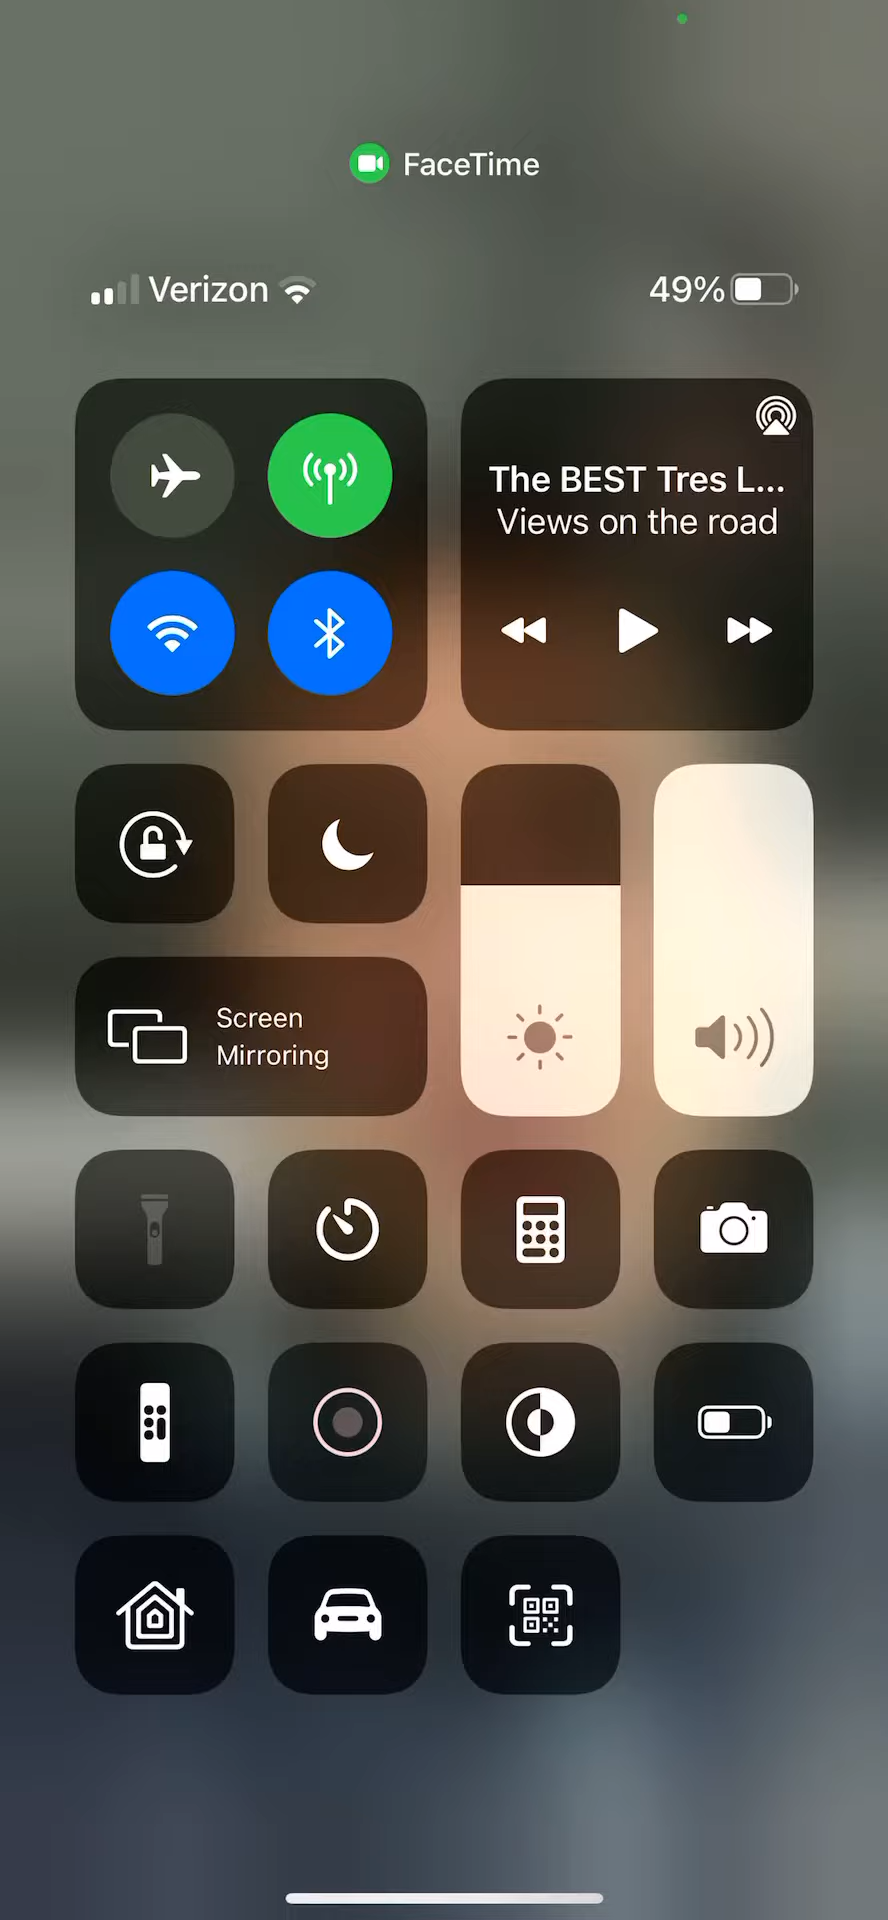 FaceTime
Verizon
49%
The BEST Tres L...
Views on the road
Screen
Mirroring